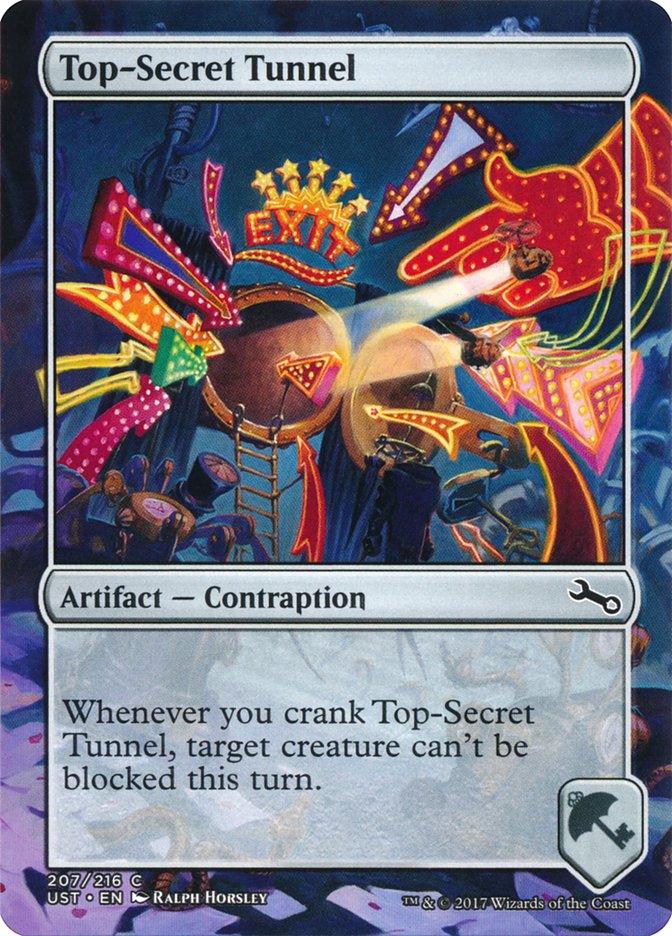 Top-Secret Tunnel
EXIT
Artifact — Contraption
Whenever you crank Top-Secret
Tunnel, target creature can't be
blocked this turn.
207/216 C
UST • EN Ralph Horsley
™ & © 2017 Wizards of the Coast